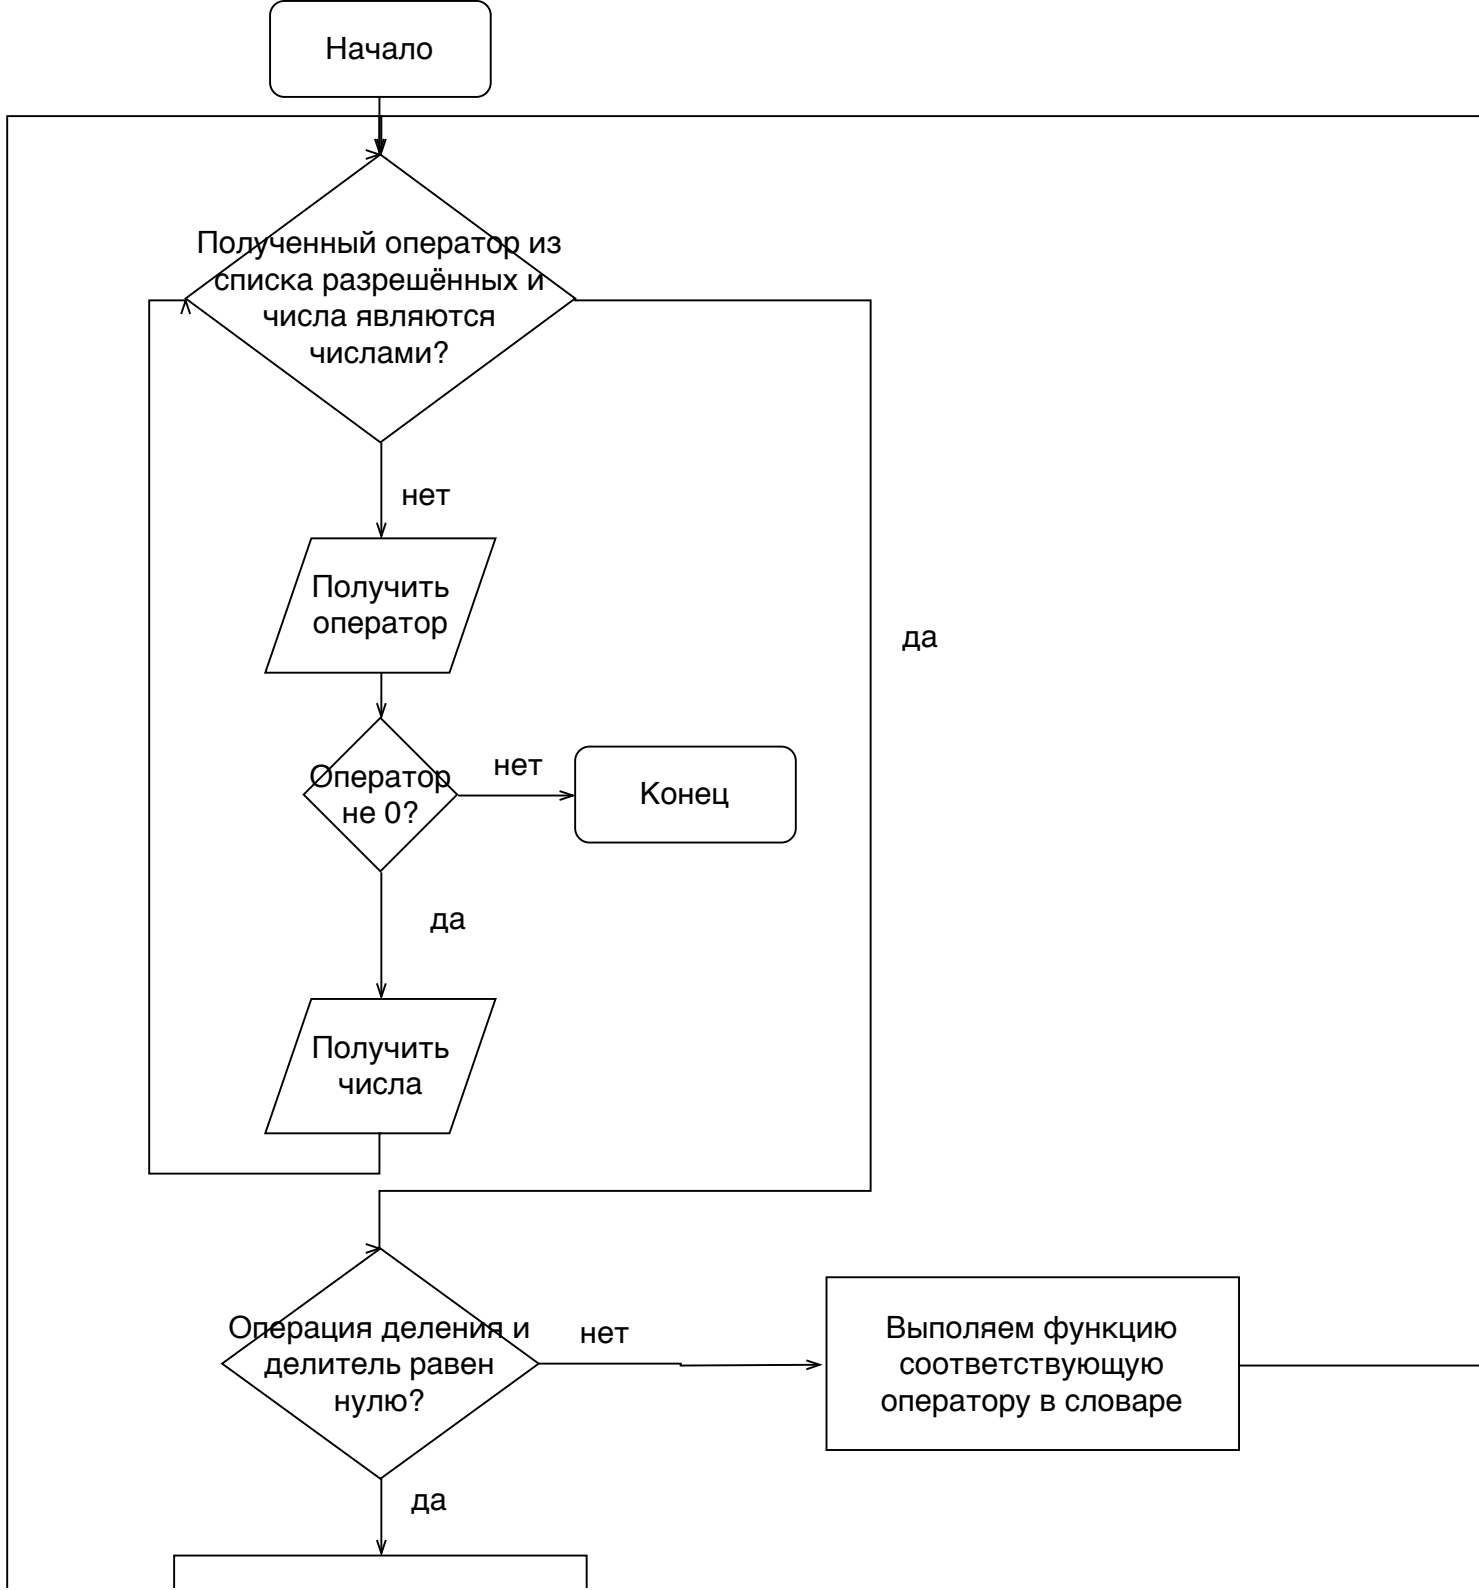 Начало
Полученный оператор из
списка разрешённых и
числа являются
числами?
нет
Получить
оператор
да
Оператор
не 0?
нет
Конец
да
Получить
числа
Операция деления и
делитель равен
нулю?
нет
Выполяем функцию
соответствующую
оператору в словаре
да